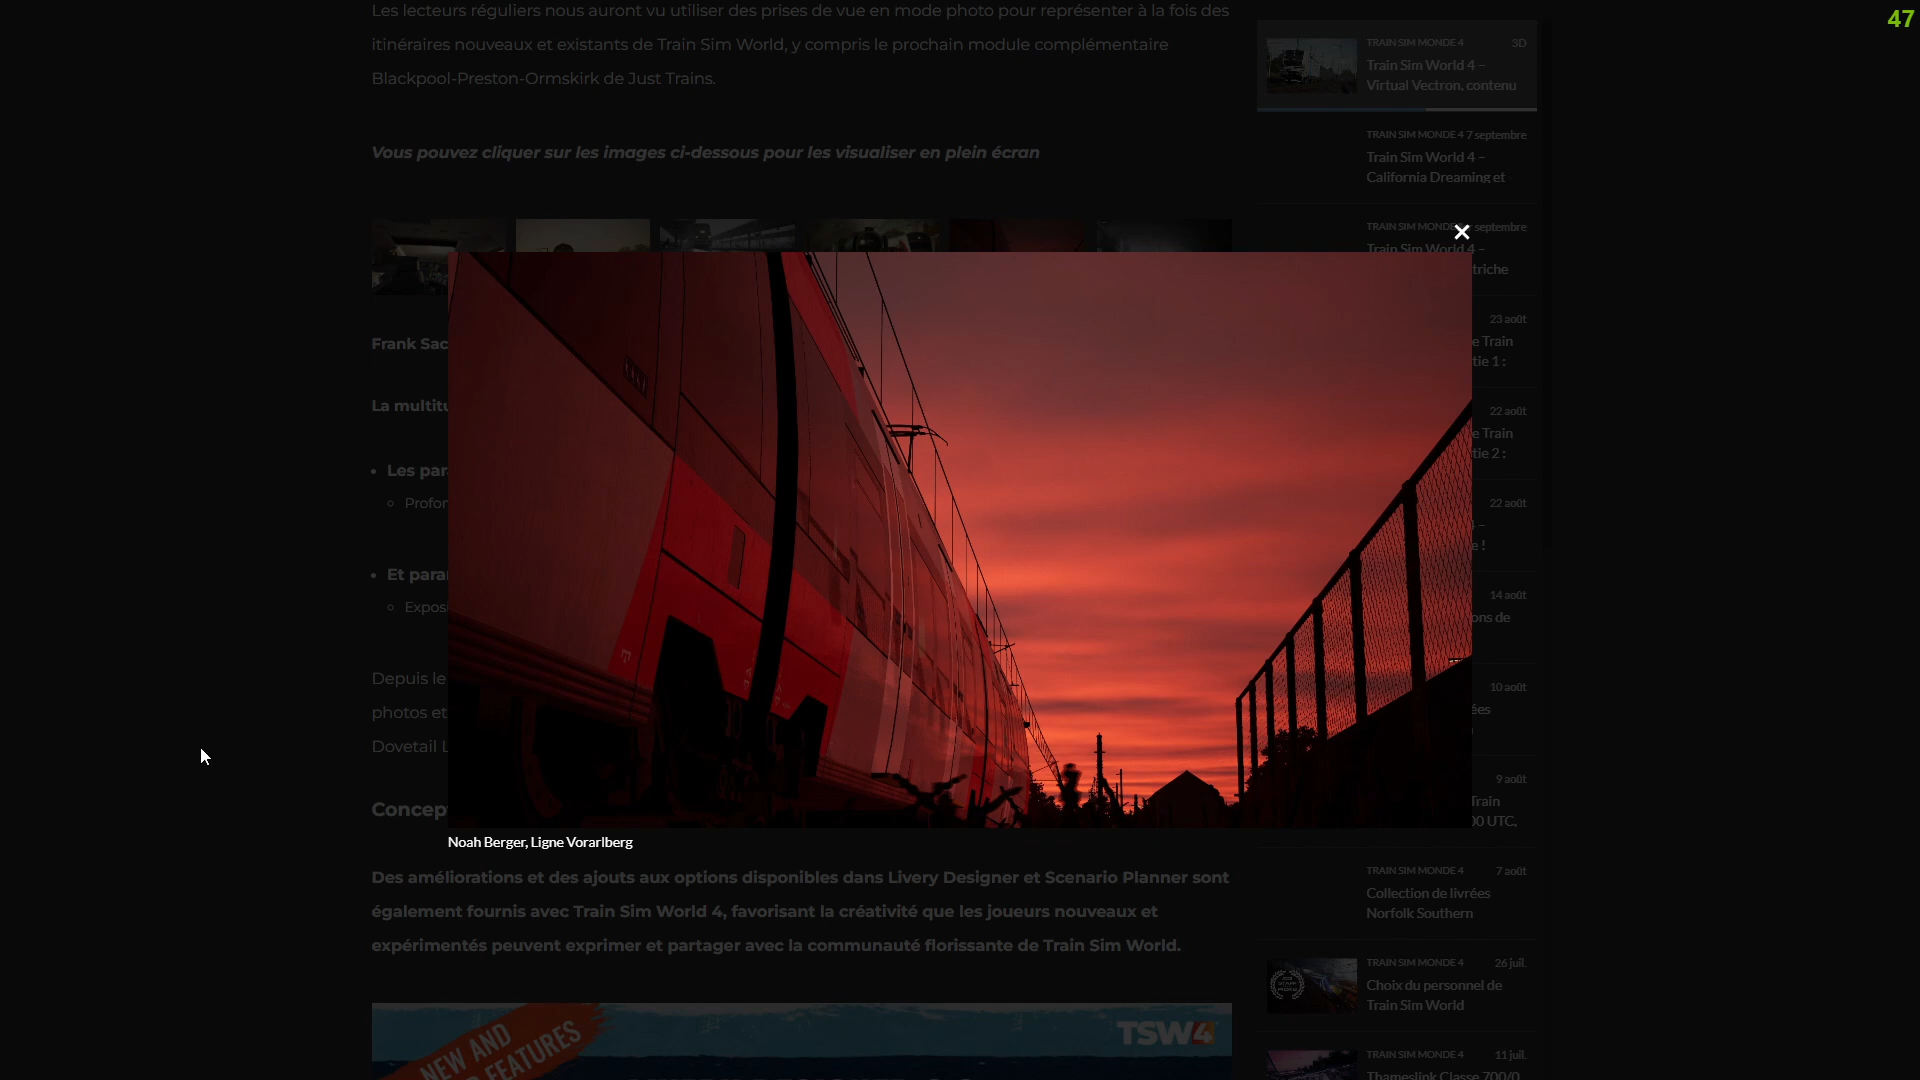 47
Les lecteurs réguliers nous auront vu utiliser des prises de vue en mode photo pour représenter à la fois des
itinéraires nouveaux et existants de Train Sim World, y compris le prochain module complémentaire
Blackpool-Preston-Ormskirk de Just Trains.
Vous pouvez cliquer sur les images ci-dessous pour les visualiser en plein écran
Frank Sac
La multitu
Les par
Profor
Et para
Expos
Depuis le
photos et
Dovetail L
Concep
Noah Berger, Ligne Vorarlberg
Des améliorations et des ajouts aux options disponibles dans Livery Designer et Scenario Planner sont
également fournis avec Train Sim World 4, favorisant la créativité que les joueurs nouveaux et
expérimentés peuvent exprimer et partager avec la communauté florissante de Train Sim World.
NEW AND
FEATURES
TSW4
TRAIN SIM MONDE 4 3D
Train Sim World 4 –
Virtual Vectron, contenu
TRAIN SIM MONDE 4 7 septembre
Train Sim World 4 –
California Dreaming et
TRAIN SIM MONDE septembre
Train Sim World 4 –
triche
23 août
e Train
tie 1 :
22 août
e Train
tie 2 :
22 août
4 –
e !
14 août
ons de
10 août
ées
9 août
Train
00 UTC,
TRAIN SIM MONDE 4 7 août
Collection de livrées
Norfolk Southern
TRAIN SIM MONDE 4 26 juil.
Choix du personnel de
Train Sim World
TRAIN SIM MONDE 4 11 juil.
Thameslink Classe 700/0